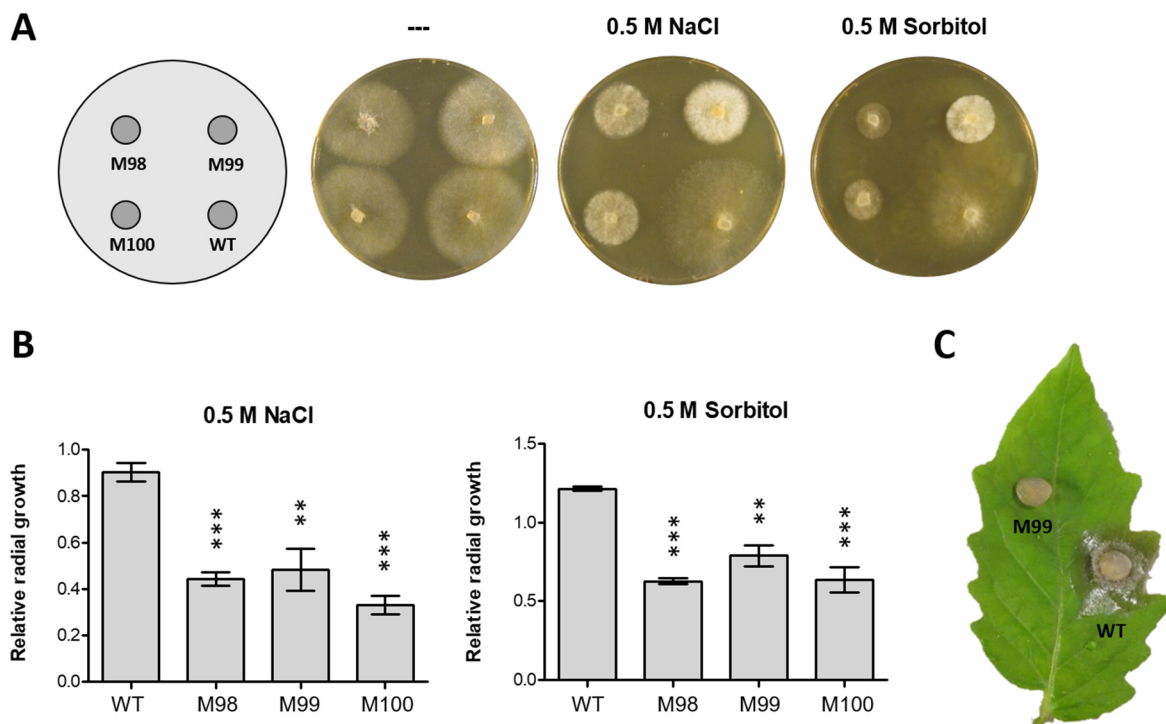 A
---
0.5 M NaCl
0.5 M Sorbitol
M98
M99
M100
WT
B
C
0.5 M NaCl
Relative radial growth
1.0
0.8
0.6
0.4
0.2
0.0
***
**
***
WT
M98
M99
M100
0.5 M Sorbitol
Relative radial growth
1.5
1.0
0.5
0.0
***
**
***
WT
M98
M99
M100
M99
WT